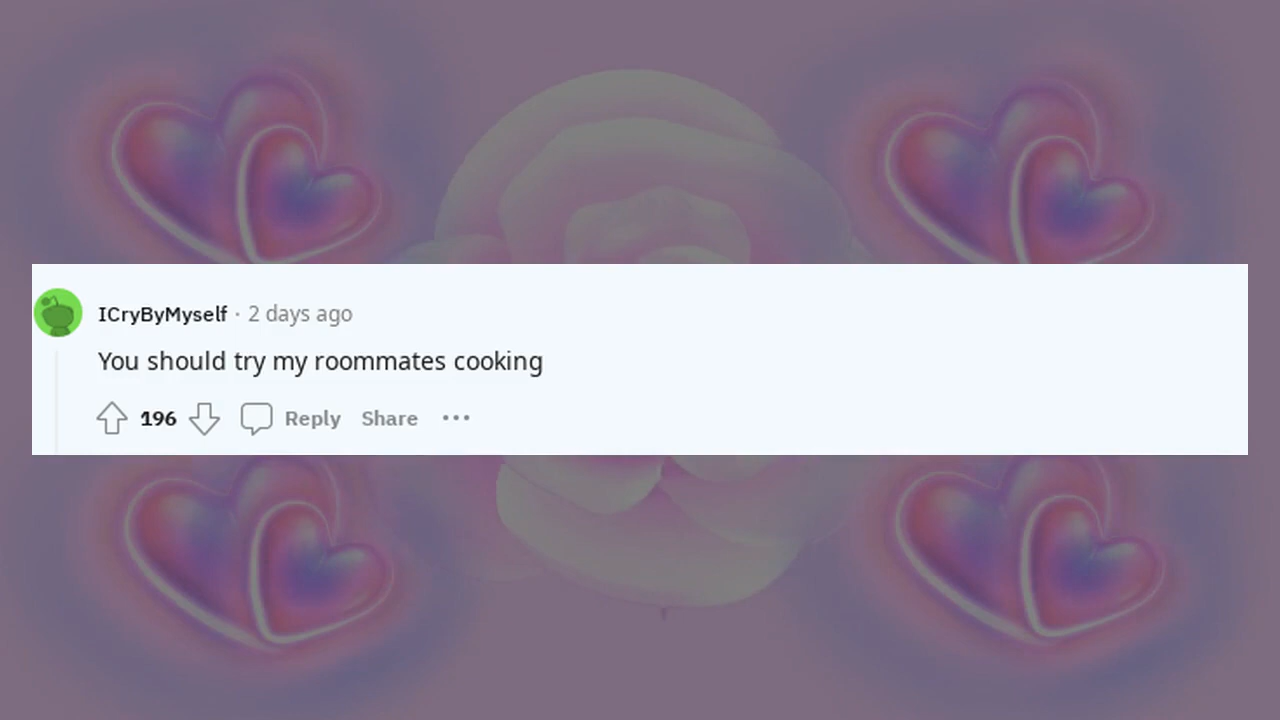 ICryByMyself · 2 days ago
You should try my roommates cooking
196 Reply Share ···